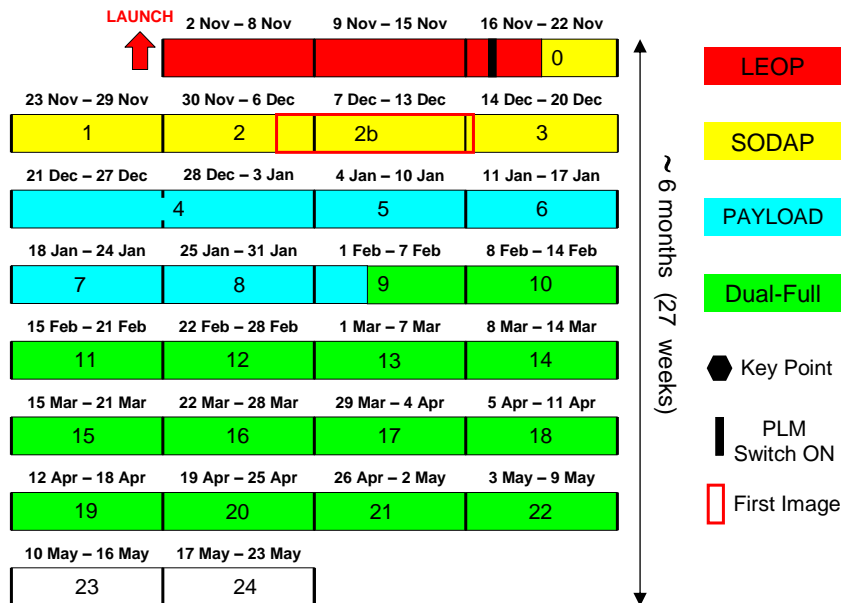 LAUNCH
2 Nov – 8 Nov 9 Nov – 15 Nov 16 Nov – 22 Nov
0
23 Nov – 29 Nov 30 Nov – 6 Dec 7 Dec – 13 Dec 14 Dec – 20 Dec
1 2 2b 3
21 Dec – 27 Dec 28 Dec – 3 Jan 4 Jan – 10 Jan 11 Jan – 17 Jan
4 5 6
18 Jan – 24 Jan 25 Jan – 31 Jan 1 Feb – 7 Feb 8 Feb – 14 Feb
7 8 9 10
15 Feb – 21 Feb 22 Feb – 28 Feb 1 Mar – 7 Mar 8 Mar – 14 Mar
11 12 13 14
15 Mar – 21 Mar 22 Mar – 28 Mar 29 Mar – 4 Apr 5 Apr – 11 Apr
15 16 17 18
12 Apr – 18 Apr 19 Apr – 25 Apr 26 Apr – 2 May 3 May – 9 May
19 20 21 22
10 May – 16 May 17 May – 23 May
23 24
~ 6 months (27 weeks)
LEOP
SODAP
PAYLOAD
Dual-Full
Key Point
PLM
Switch ON
First Image